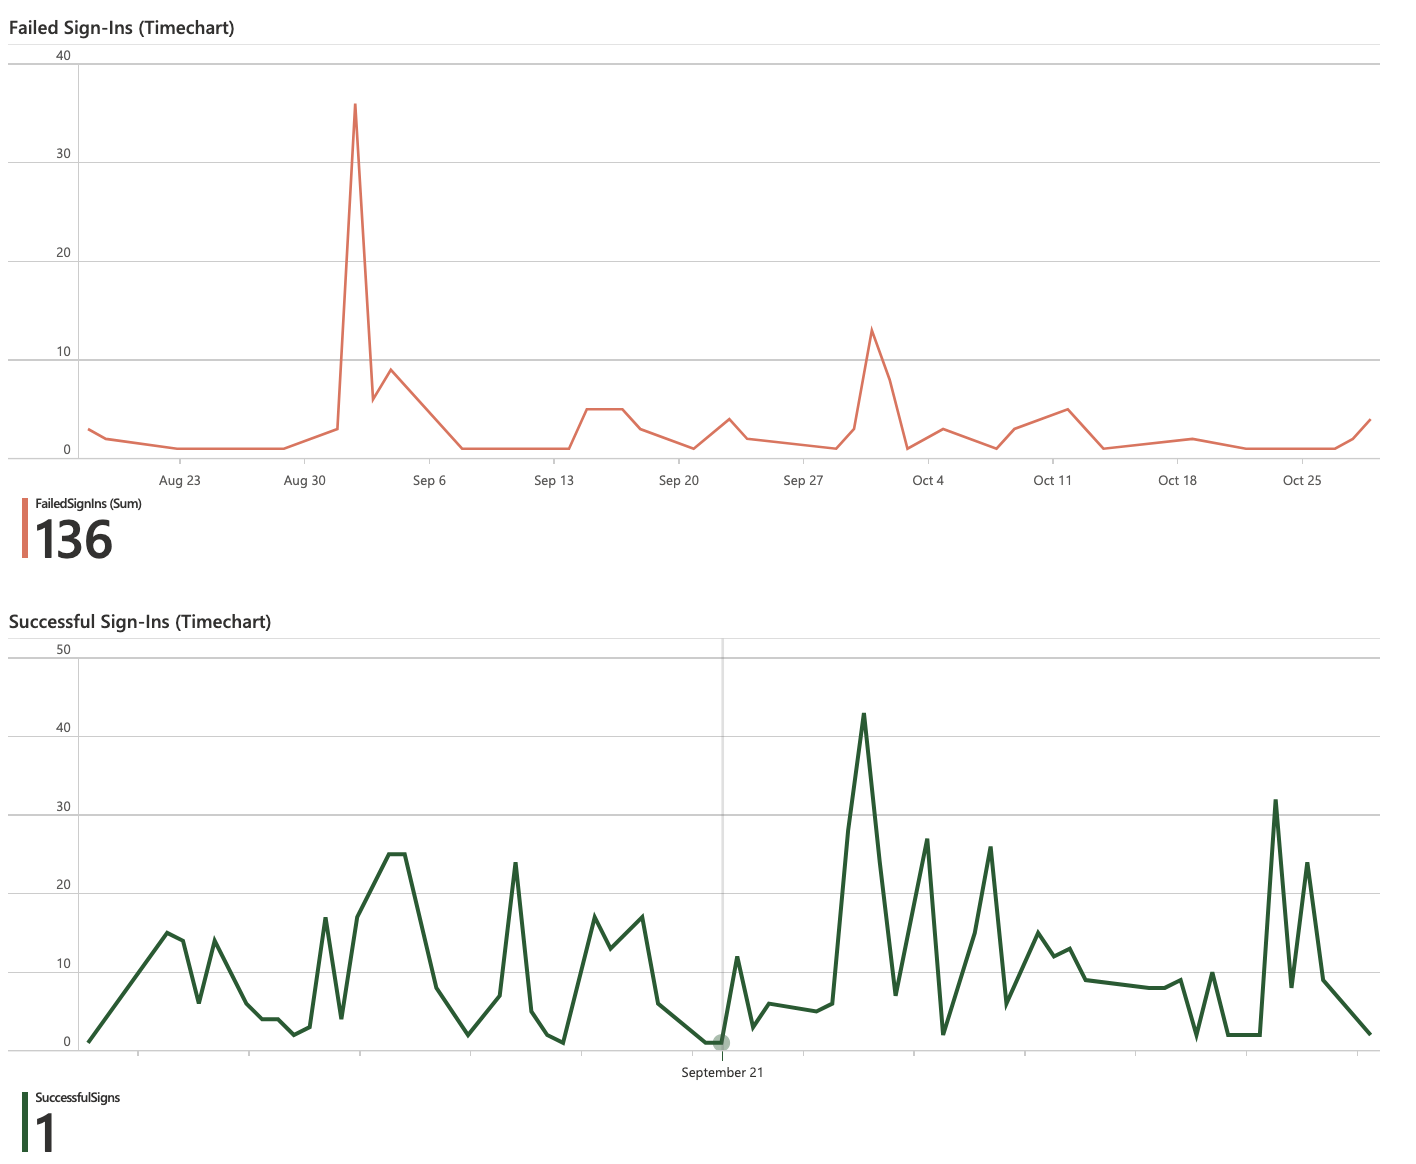 Failed Sign-Ins (Timechart)
40
30
20
10
0
Aug 23 Aug 30 Sep 6 Sep 13 Sep 20 Sep 27 Oct 4 Oct 11 Oct 18 Oct 25
FailedSignIns (Sum)
136
Successful Sign-Ins (Timechart)
50
40
30
20
10
0
September 21
SuccessfulSigns
1